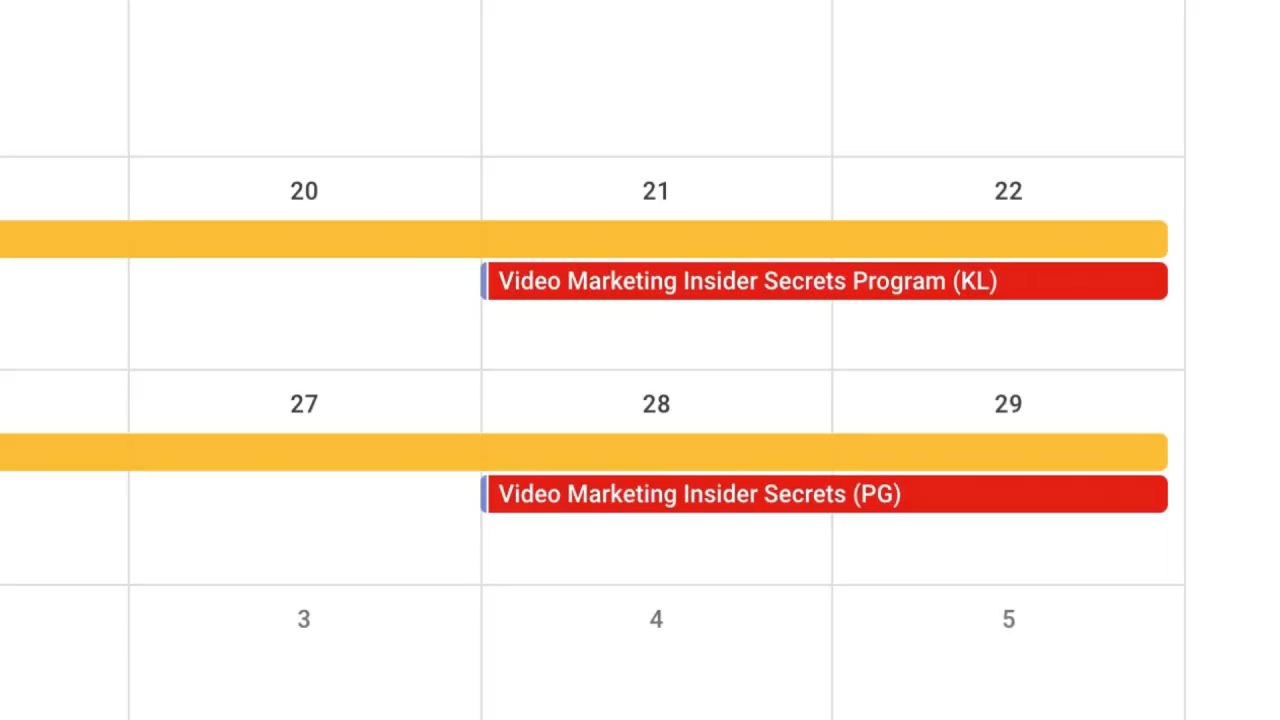 20 21 22
Video Marketing Insider Secrets Program (KL)
27 28 29
Video Marketing Insider Secrets (PG)
3 4 5